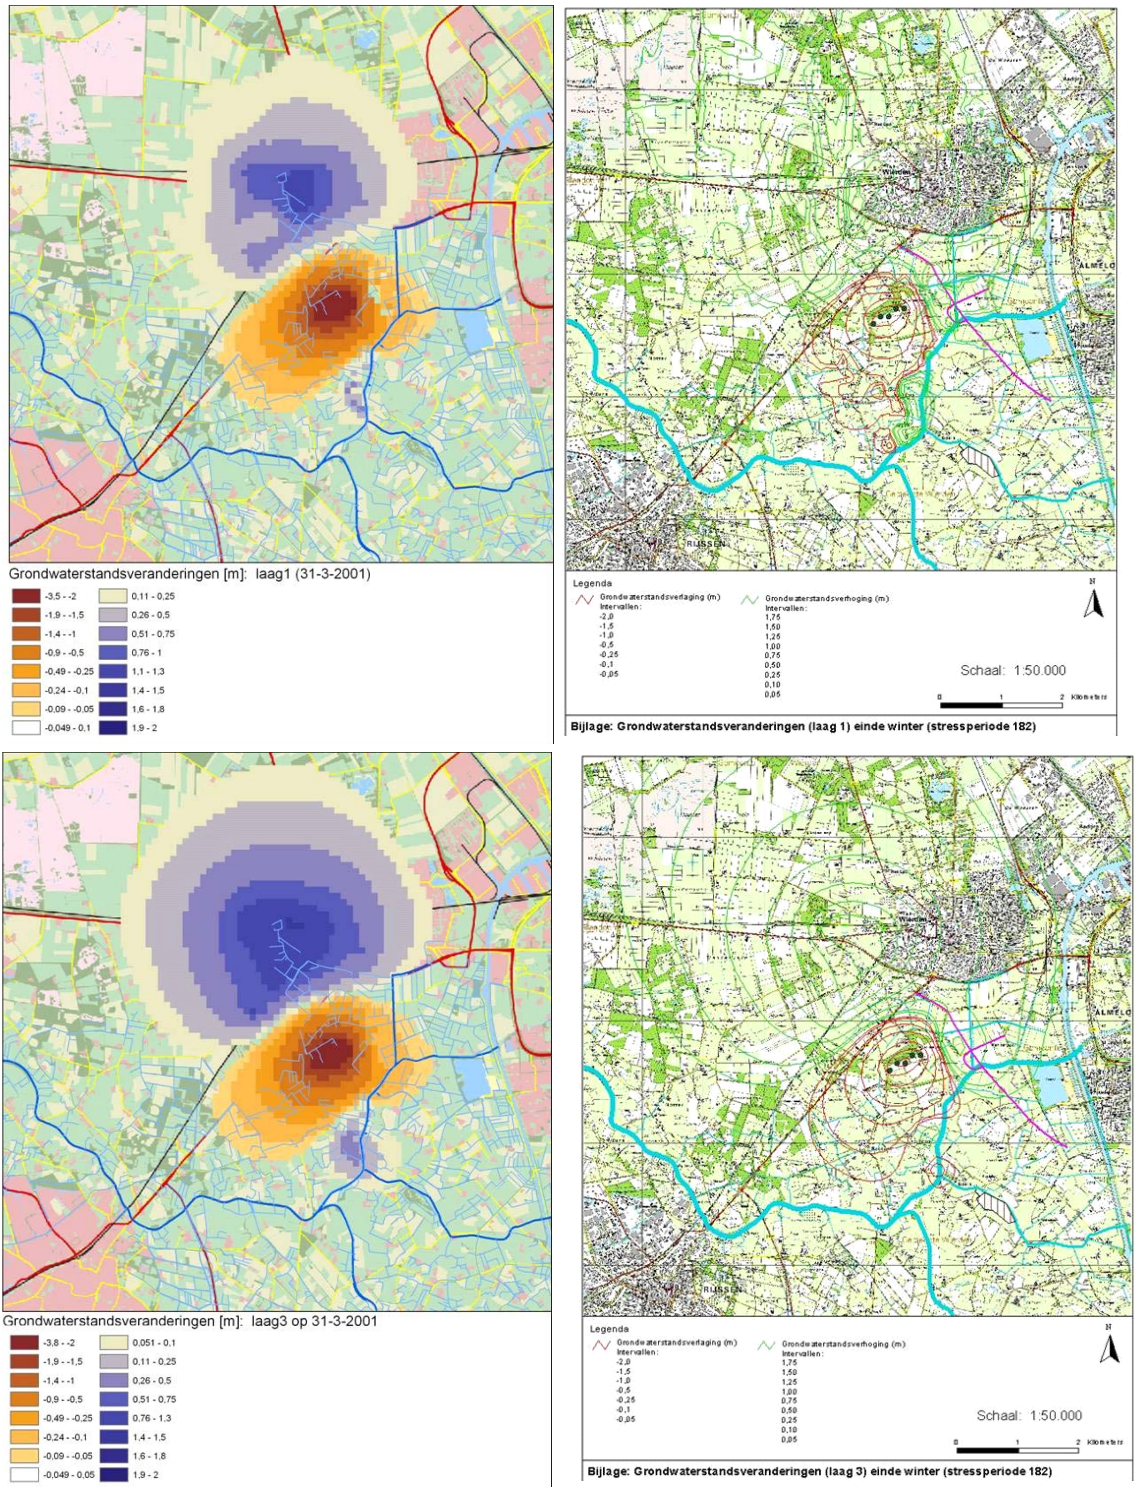 Wierden
ALMELO
RIJSSEN
Grondwaterstandsveranderingen [m]: laag1 (31-3-2001)
-3,5 - -2
-1,9 - -1,5
-1,4 - -1
-0,9 - -0,5
-0,49 - -0,25
-0,24 - -0,1
-0,09 - -0,05
-0,049 - 0,1
0,11 - 0,25
0,26 - 0,5
0,51 - 0,75
0,76 - 1
1,1 - 1,3
1,4 - 1,5
1,6 - 1,8
1,9 - 2
Legenda
Grondwaterstandsverlaging (m)
Intervallen:
-2,0
-1,5
-1,0
-0,5
-0,25
-0,1
-0,05
Grondwaterstandsverhoging (m)
Intervallen:
1,75
1,50
1,25
1,00
0,75
0,50
0,25
0,10
0,05
N
Schaal: 1:50.000
0 1 2 Kilometers
Bijlage: Grondwaterstandsveranderingen (laag 1) einde winter (stressperiode 182)
Wierden
ALMELO
RIJSSEN
Grondwaterstandsveranderingen [m]: laag3 op 31-3-2001
-3,8 - -2
-1,9 - -1,5
-1,4 - -1
-0,9 - -0,5
-0,49 - -0,25
-0,24 - -0,1
-0,09 - -0,05
-0,049 - 0,05
0,051 - 0,1
0,11 - 0,25
0,26 - 0,5
0,51 - 0,75
0,76 - 1,3
1,4 - 1,5
1,6 - 1,8
1,9 - 2
Legenda
Grondwaterstandsverlaging (m)
Intervallen:
-2,0
-1,5
-1,0
-0,5
-0,25
-0,1
-0,05
Grondwaterstandsverhoging (m)
Intervallen:
1,75
1,50
1,25
1,00
0,75
0,50
0,25
0,10
0,05
N
Schaal: 1:50.000
0 1 2 Kilometers
Bijlage: Grondwaterstandsveranderingen (laag 3) einde winter (stressperiode 182)